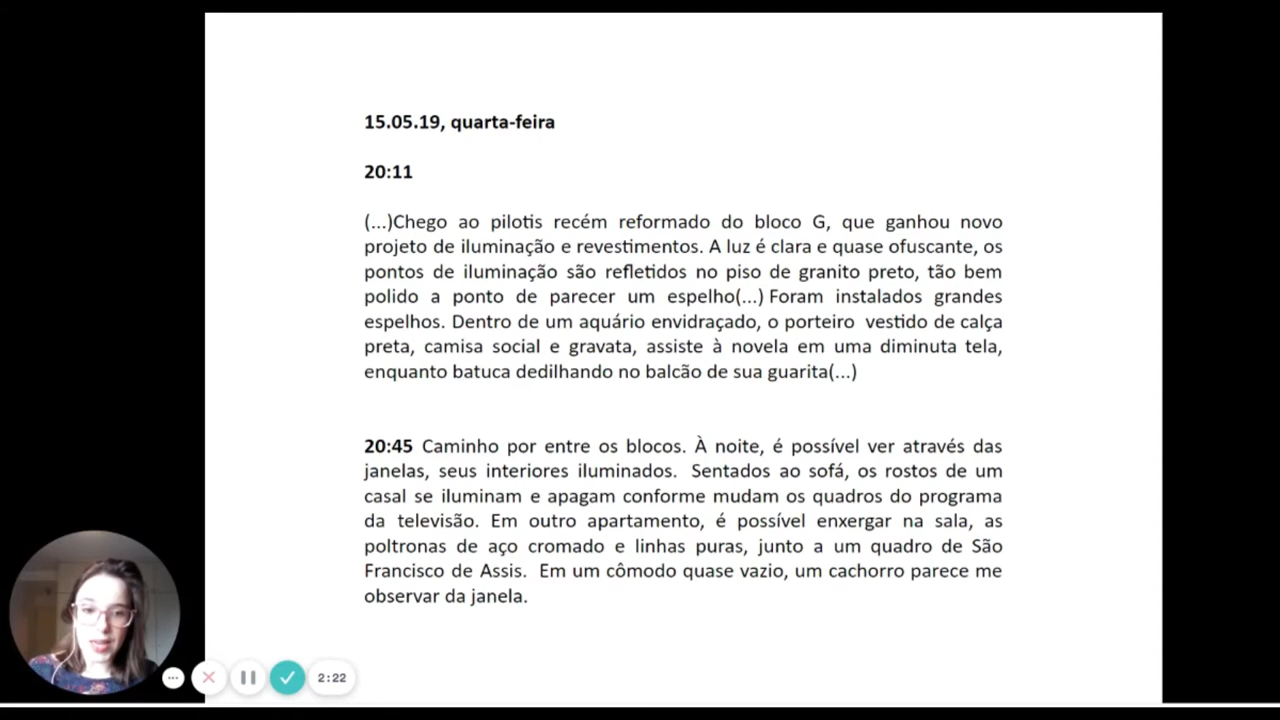 15.05.19, quarta-feira
20:11
(...)Chego ao pilotis recém reformado do bloco G, que ganhou novo
projeto de iluminação e revestimentos. A luz é clara e quase ofuscante, os
pontos de iluminação são refletidos no piso de granito preto, tão bem
polido a ponto de parecer um espelho(...) Foram instalados grandes
espelhos. Dentro de um aquário envidraçado, o porteiro vestido de calça
preta, camisa social e gravata, assiste à novela em uma diminuta tela,
enquanto batuca dedilhando no balcão de sua guarita(...)
20:45 Caminho por entre os blocos. À noite, é possível ver através das
janelas, seus interiores iluminados. Sentados ao sofá, os rostos de um
casal se iluminam e apagam conforme mudam os quadros do programa
da televisão. Em outro apartamento, é possível enxergar na sala, as
poltronas de aço cromado e linhas puras, junto a um quadro de São
Francisco de Assis. Em um cômodo quase vazio, um cachorro parece me
observar da janela.
2:22